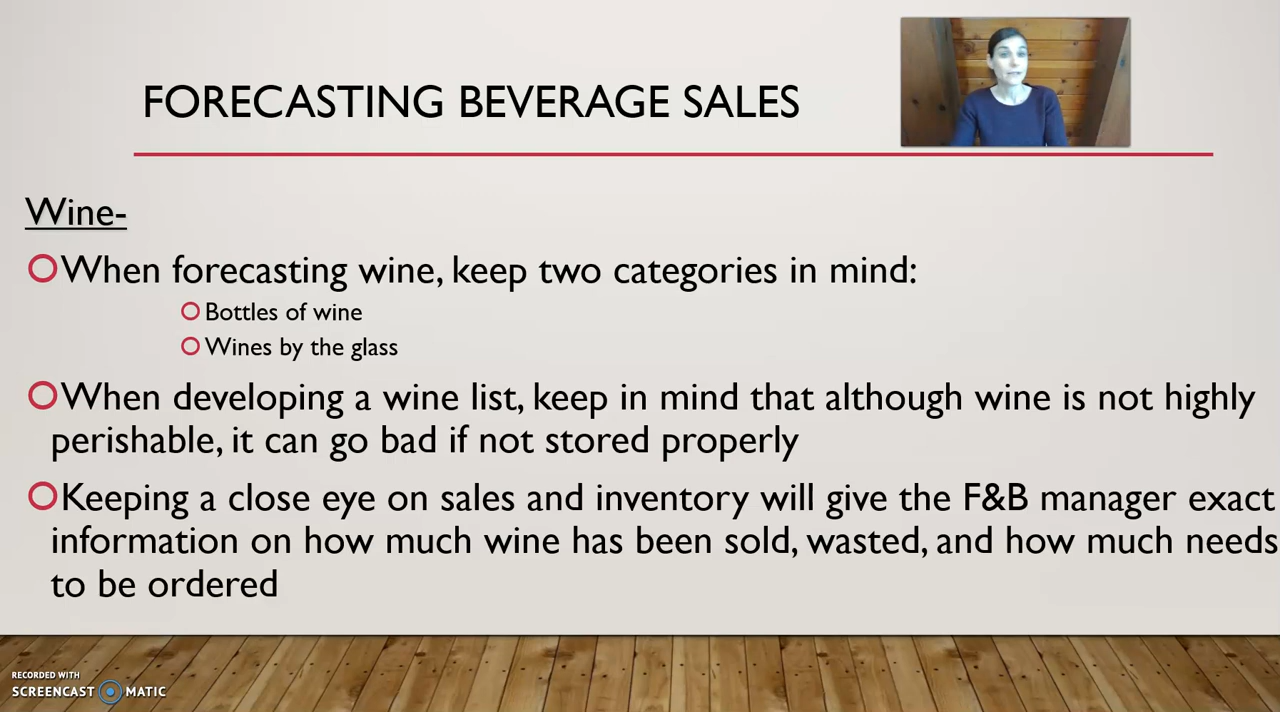 FORECASTING BEVERAGE SALES
Wine-
When forecasting wine, keep two categories in mind:
Bottles of wine
Wines by the glass
When developing a wine list, keep in mind that although wine is not highly
perishable, it can go bad if not stored properly
Keeping a close eye on sales and inventory will give the F&B manager exact
information on how much wine has been sold, wasted, and how much needs
to be ordered
RECORDED WITH
SCREENCAST MATIC